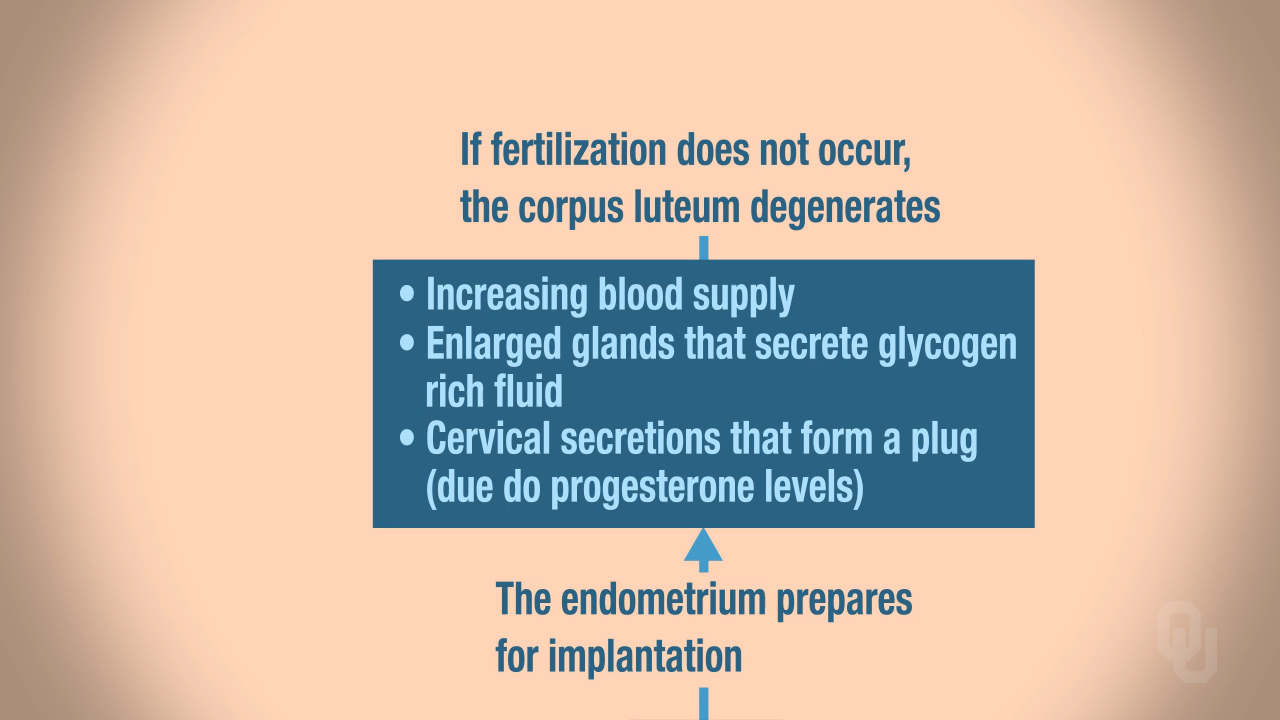 If fertilization does not occur,
the corpus luteum degenerates
• Increasing blood supply
• Enlarged glands that secrete glycogen
rich fluid
• Cervical secretions that form a plug
(due do progesterone levels)
The endometrium prepares
for implantation
OU